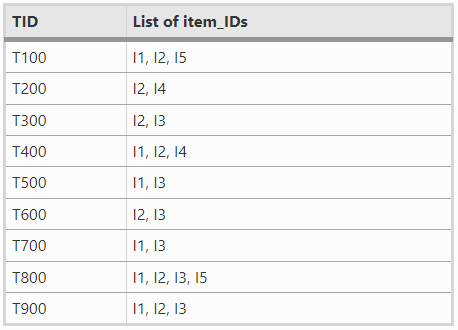 TID List of item_IDs
T100 I1, I2, I5
T200 I2, I4
T300 I2, I3
T400 I1, I2, I4
T500 I1, I3
T600 I2, I3
T700 I1, I3
T800 I1, I2, I3, I5
T900 I1, I2, I3